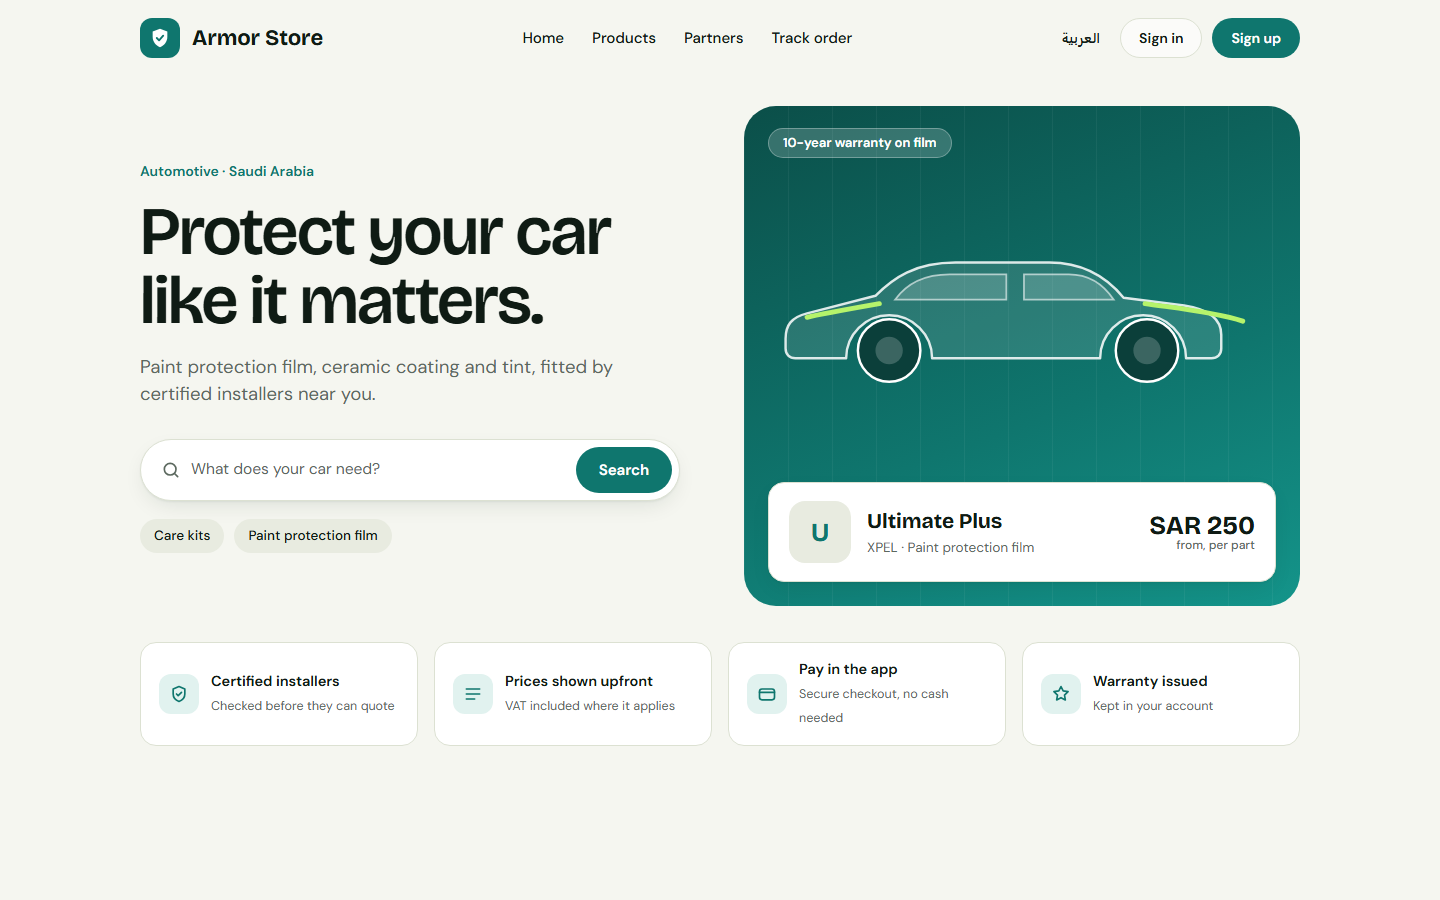 Armor Store
Home
Products
Partners
Track order
العربية
Sign in
Sign up
Automotive · Saudi Arabia
Protect your car
like it matters.
Paint protection film, ceramic coating and tint, fitted by
certified installers near you.
What does your car need?
Search
Care kits
Paint protection film
10-year warranty on film
U
Ultimate Plus
XPEL · Paint protection film
SAR 250
from, per part
Certified installers
Checked before they can quote
Prices shown upfront
VAT included where it applies
Pay in the app
Secure checkout, no cash
needed
Warranty issued
Kept in your account